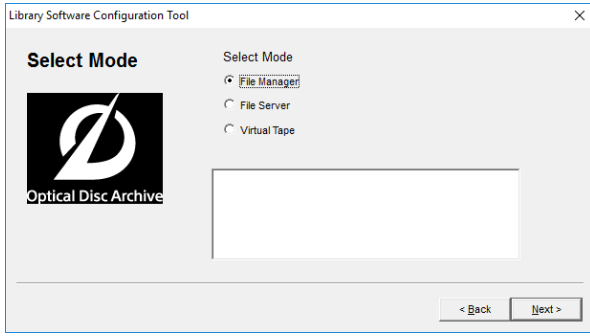 Library Software Configuration Tool
Select Mode
Optical Disc Archive
Select Mode
File Manager
File Server
Virtual Tape
< Back
Next >